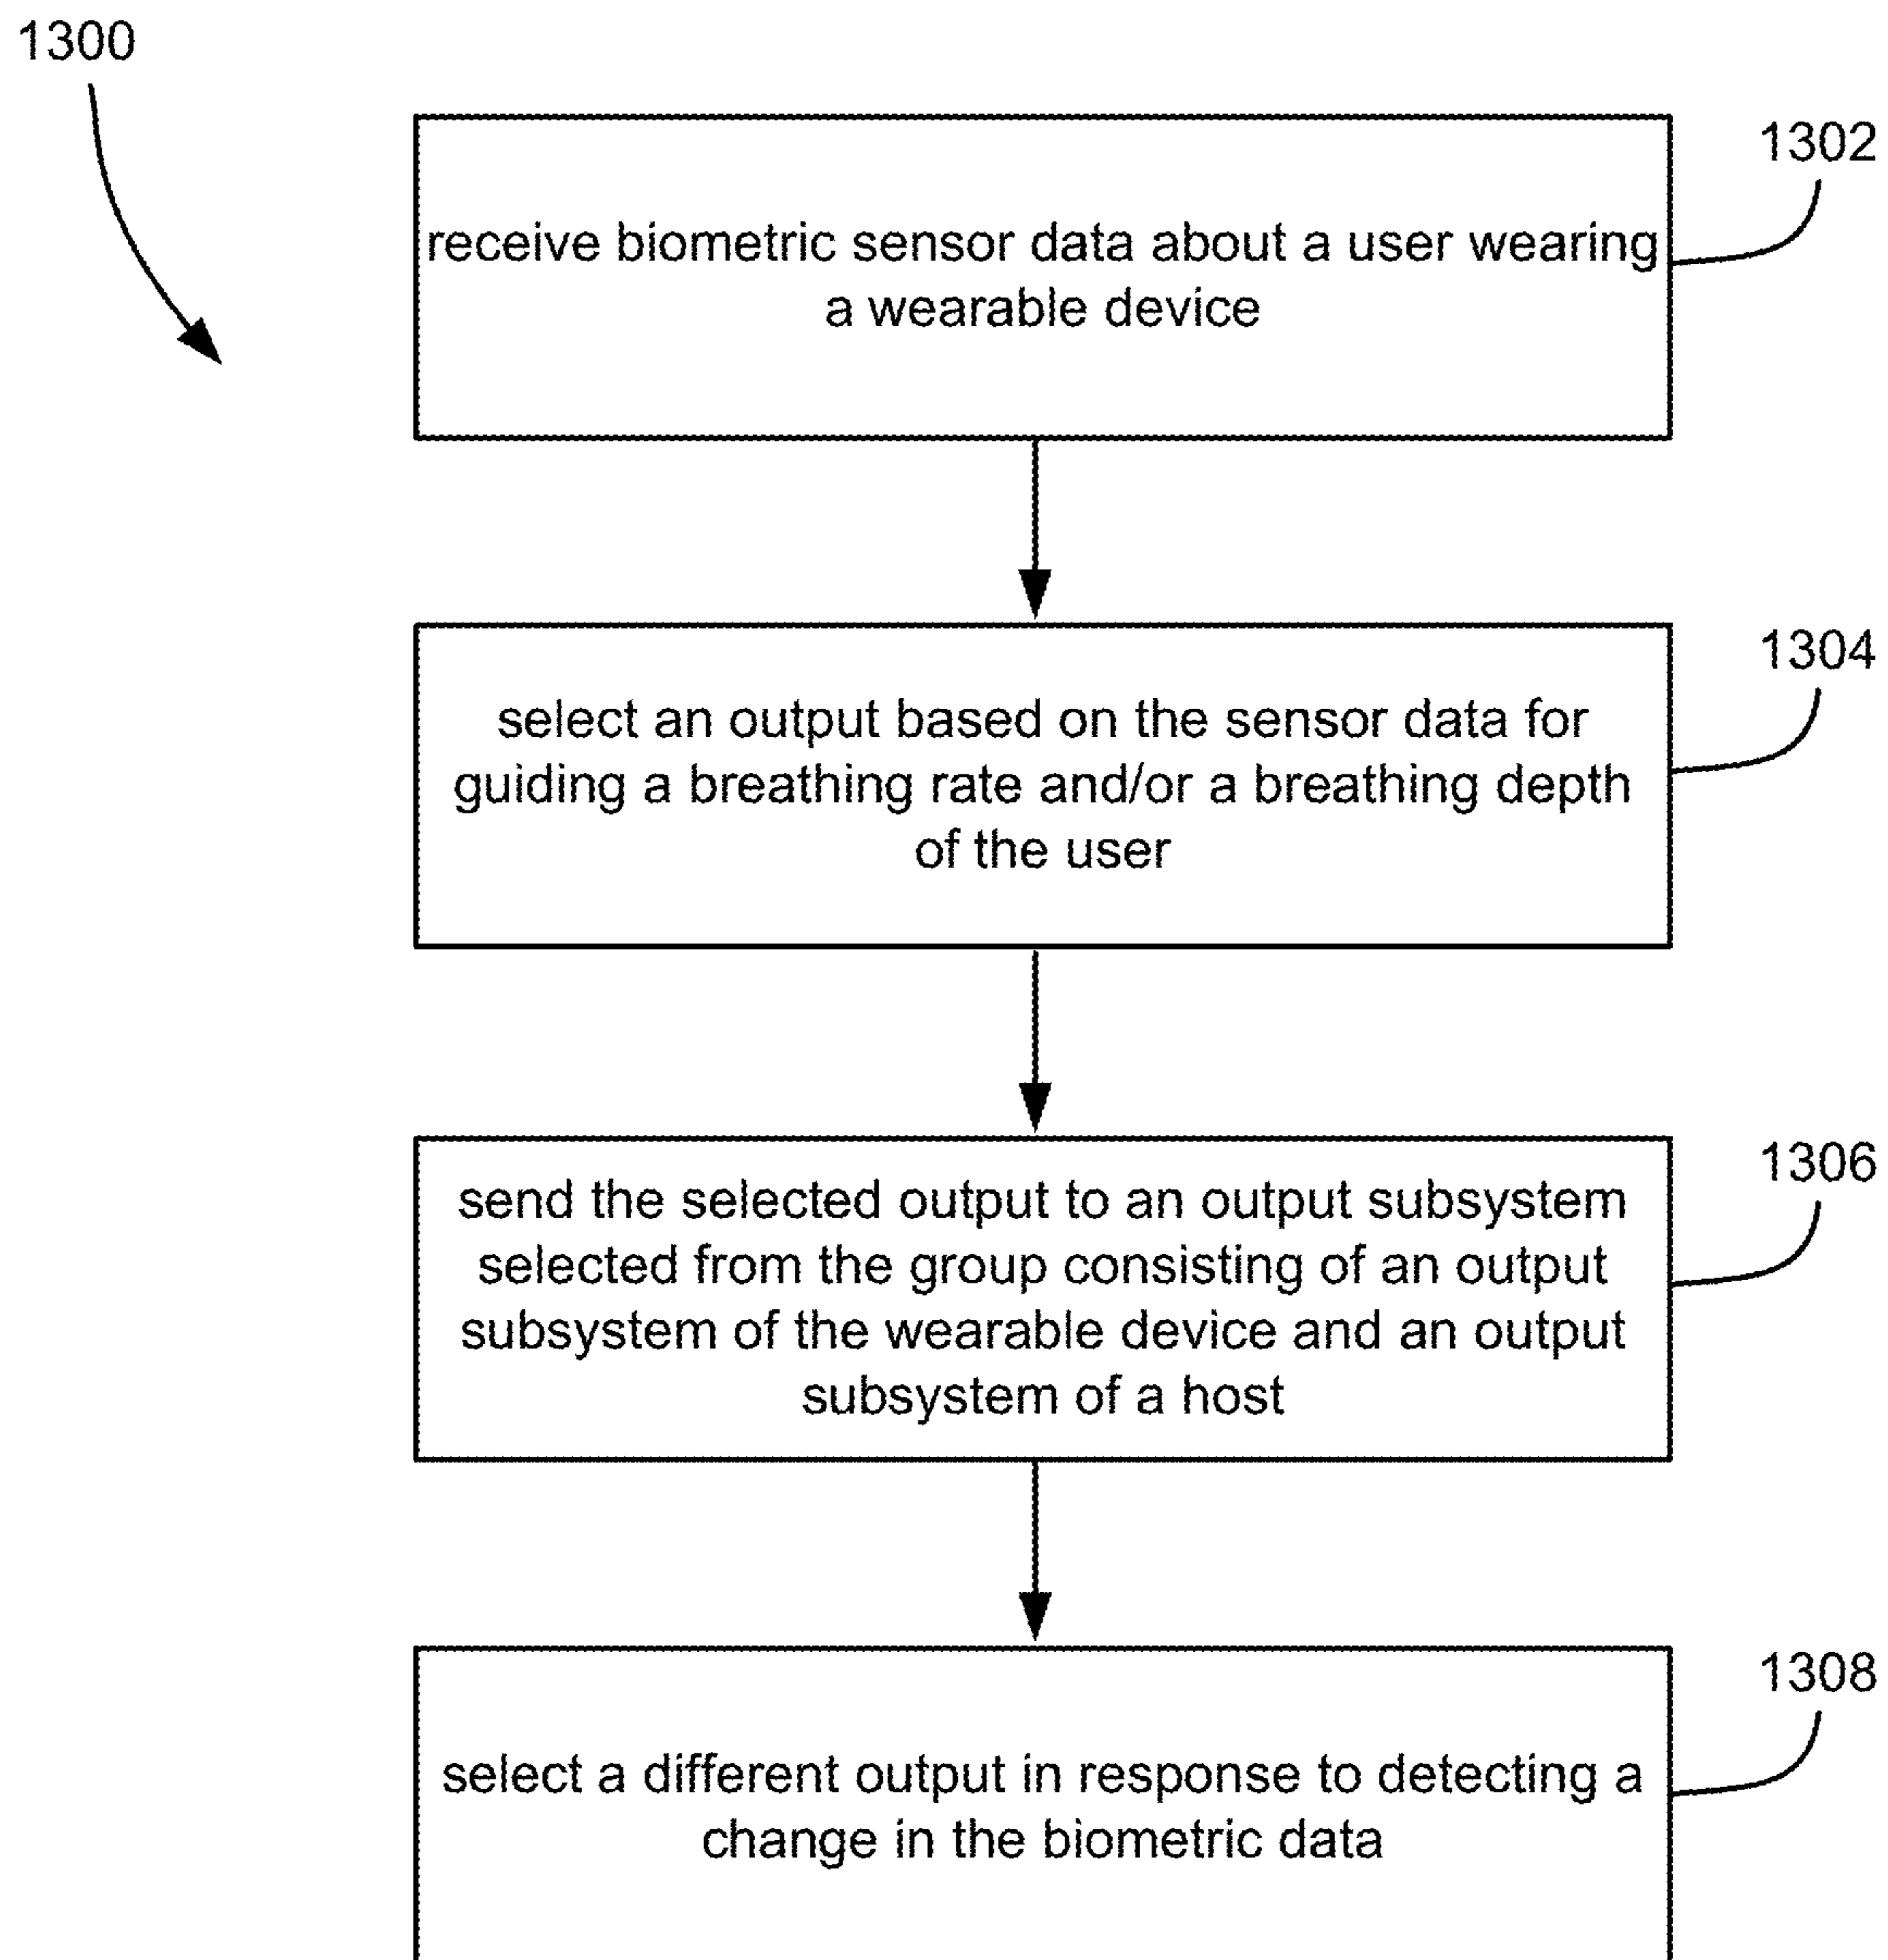 1300
1302
receive biometric sensor data about a user wearing
a wearable device
1304
select an output based on the sensor data for
guiding a breathing rate and/or a breathing depth
of the user
1306
send the selected output to an output subsystem
selected from the group consisting of an output
subsystem of the wearable device and an output
subsystem of a host
1308
select a different output in response to detecting a
change in the biometric data